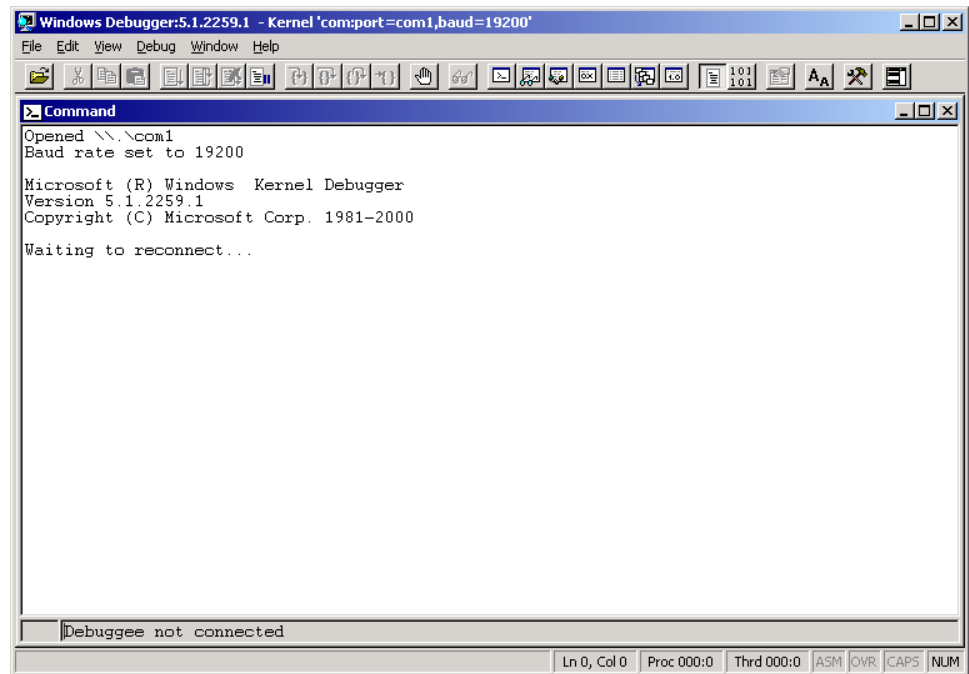 Windows Debugger:5.1.2259.1 - Kernel 'com:port=com1,baud=19200'
File Edit View Debug Window Help
101
101
AA
Command
Opened \\.\com1
Baud rate set to 19200
Microsoft (R) Windows  Kernel Debugger
Version 5.1.2259.1
Copyright (C) Microsoft Corp. 1981-2000
Waiting to reconnect...
Debuggee not connected
Ln 0, Col 0 Proc 000:0 Thrd 000:0 ASM OVR CAPS NUM